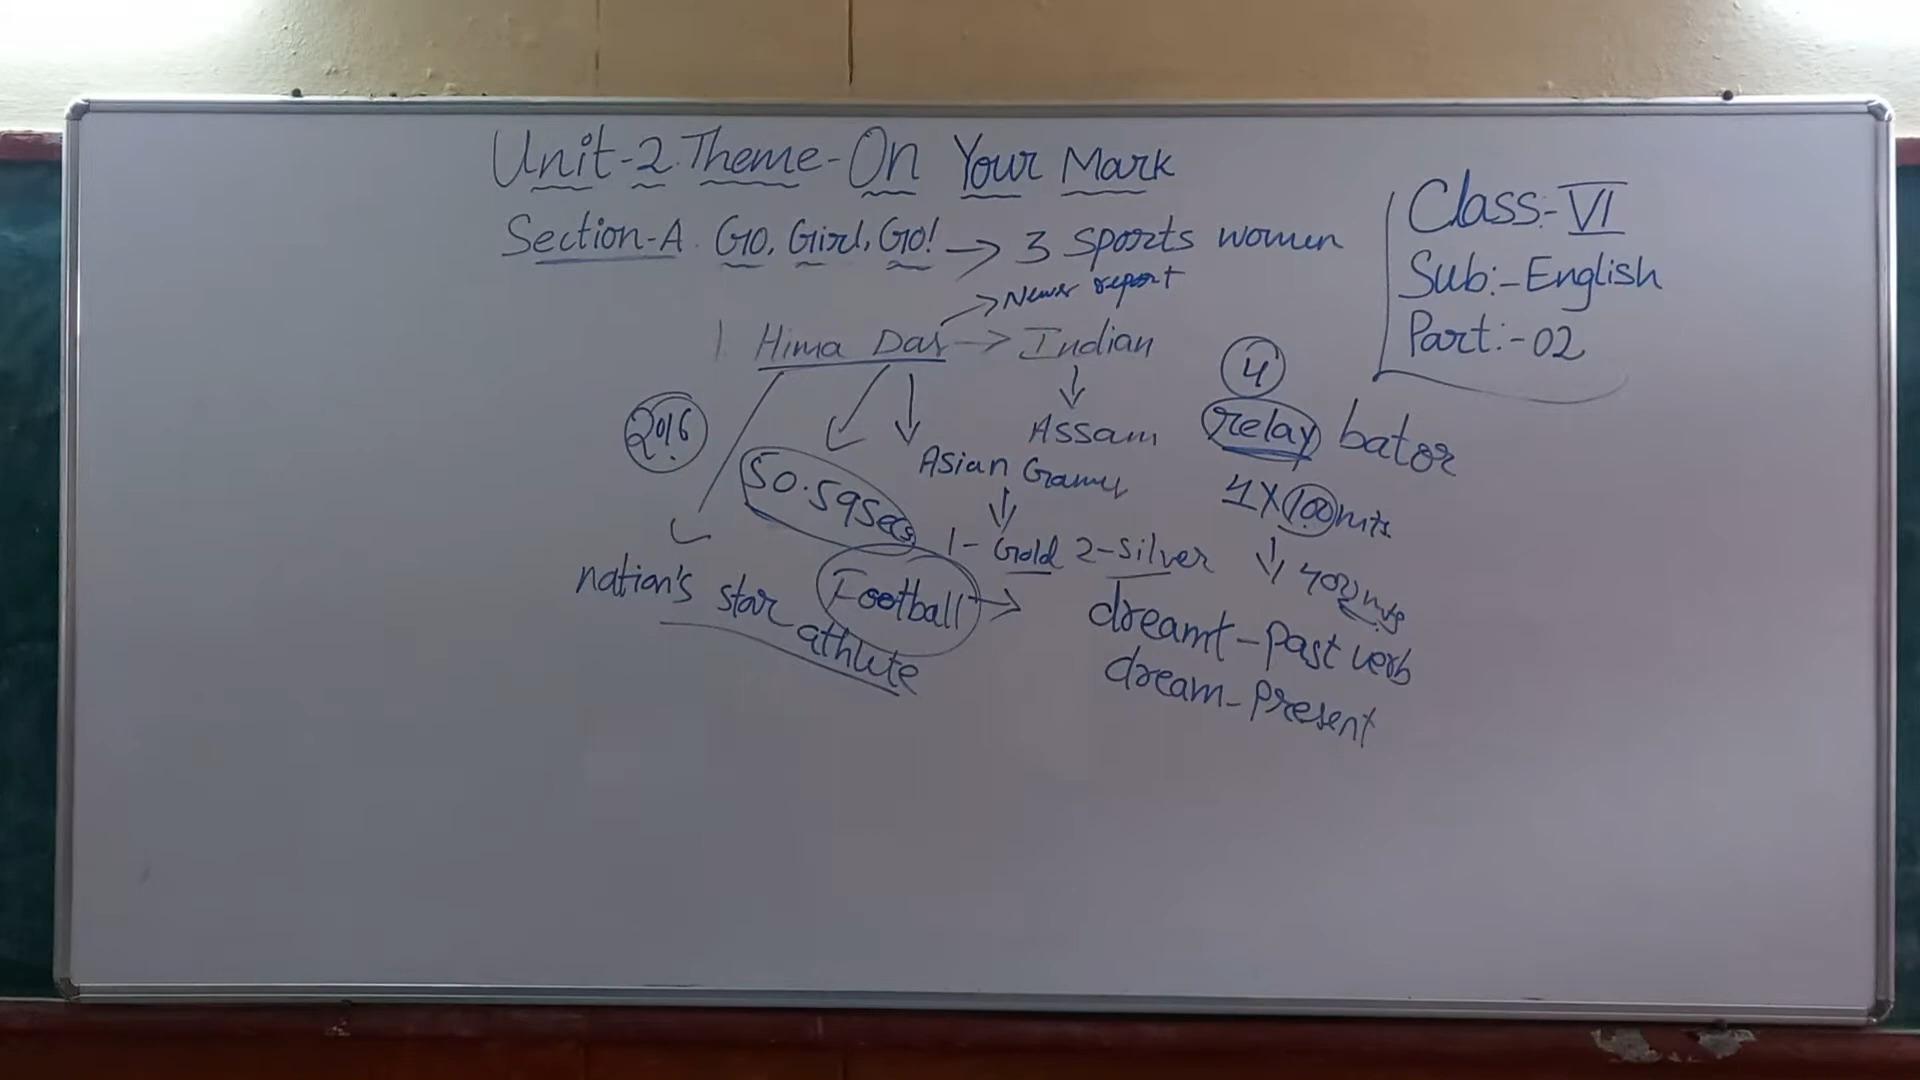 Unit-2. Theme-On Your Mark
Section-A. GO, Girl, GO! → 3 sports women
Class:- VI
Sub:- English
Part:- 02
→ News report
1. Hima Das → Indian
Assam
Asian Games
1- Gold 2-Silver
2016
50.59secs
nation's star athlete
Football →
4
relay bator
4X100mts
400mts
dreamt - past verb
dream - present